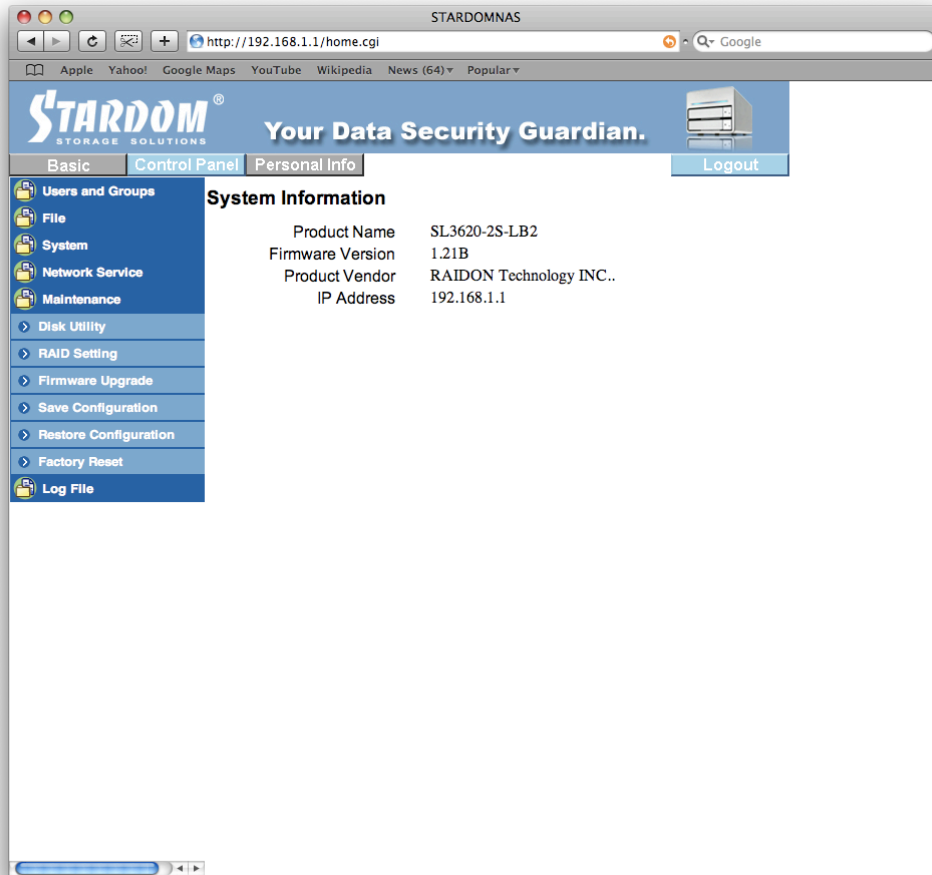 STARDOMNAS
http://192.168.1.1/home.cgi
Google
Apple Yahoo! Google Maps YouTube Wikipedia News (64) Popular
STARDOM®
STORAGE SOLUTIONS
Your Data Security Guardian.
Basic Control Panel Personal Info Logout
Users and Groups
File
System
Network Service
Maintenance
Disk Utility
RAID Setting
Firmware Upgrade
Save Configuration
Restore Configuration
Factory Reset
Log File
System Information
Product Name SL3620-2S-LB2
Firmware Version 1.21B
Product Vendor RAIDON Technology INC..
IP Address 192.168.1.1